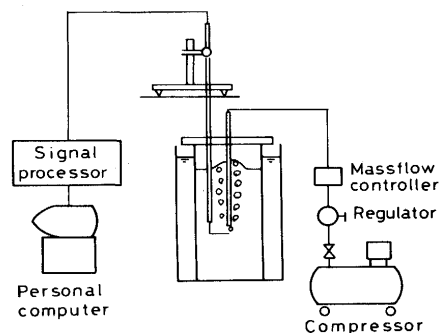 Signal
processor
Personal
computer
Massflow
controller
Regulator
Compressor